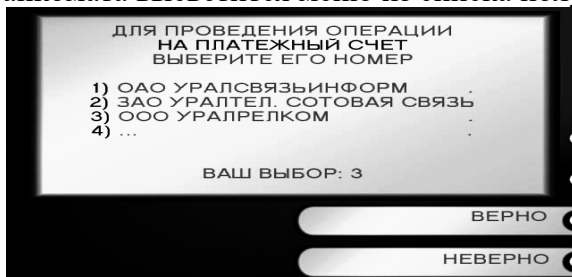 ДЛЯ ПРОВЕДЕНИЯ ОПЕРАЦИИ
НА ПЛАТЕЖНЫЙ СЧЕТ
ВЫБЕРИТЕ ЕГО НОМЕР
1) ОАО УРАЛСВЯЗЬИНФОРМ .
2) ЗАО УРАЛТЕЛ. СОТОВАЯ СВЯЗЬ
3) ООО УРАЛРЕЛКОМ .
4) ... .
ВАШ ВЫБОР: 3
ВЕРНО
НЕВЕРНО